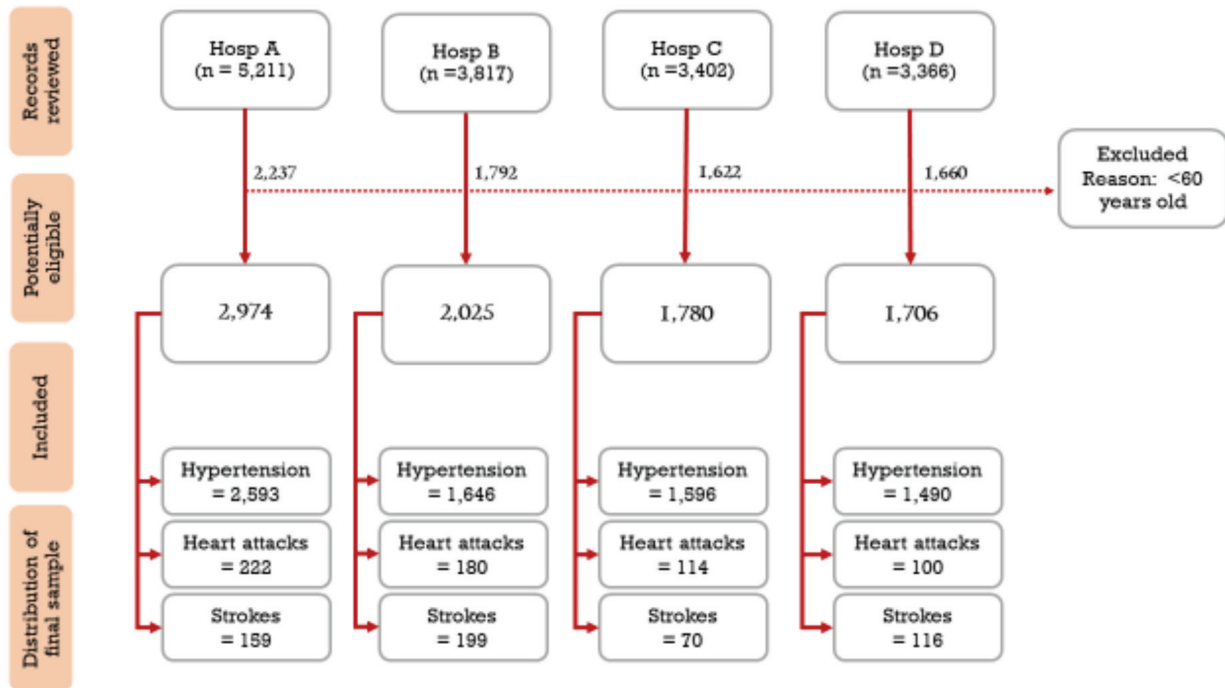 Records
reviewed
Hosp A
(n = 5,211)
Hosp B
(n =3,817)
Hosp C
(n =3,402)
Hosp D
(n =3,366)
2,237
1,792
1,622
1,660
Excluded
Reason: <60
years old
Potentially
eligible
2,974
2,025
1,780
1,706
Included
Hypertension
= 2,593
Hypertension
= 1,646
Hypertension
= 1,596
Hypertension
= 1,490
Distribution of
final sample
Heart attacks
= 222
Heart attacks
= 180
Heart attacks
= 114
Heart attacks
= 100
Strokes
= 159
Strokes
= 199
Strokes
= 70
Strokes
= 116